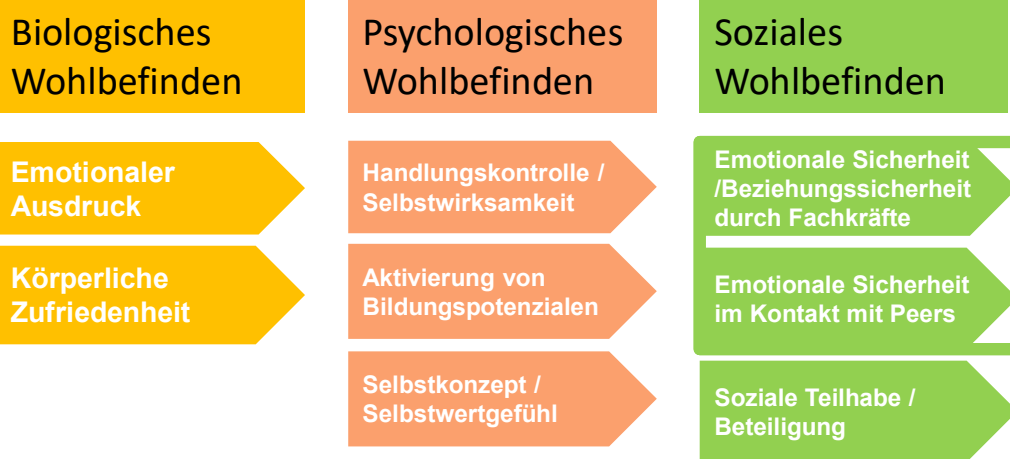 Biologisches
Wohlbefinden
Emotionaler
Ausdruck
Körperliche
Zufriedenheit
Psychologisches
Wohlbefinden
Handlungskontrolle /
Selbstwirksamkeit
Aktivierung von
Bildungspotenzialen
Selbstkonzept /
Selbstwertgefühl
Soziales
Wohlbefinden
Emotionale Sicherheit
/Beziehungssicherheit
durch Fachkräfte
Emotionale Sicherheit
im Kontakt mit Peers
Soziale Teilhabe /
Beteiligung